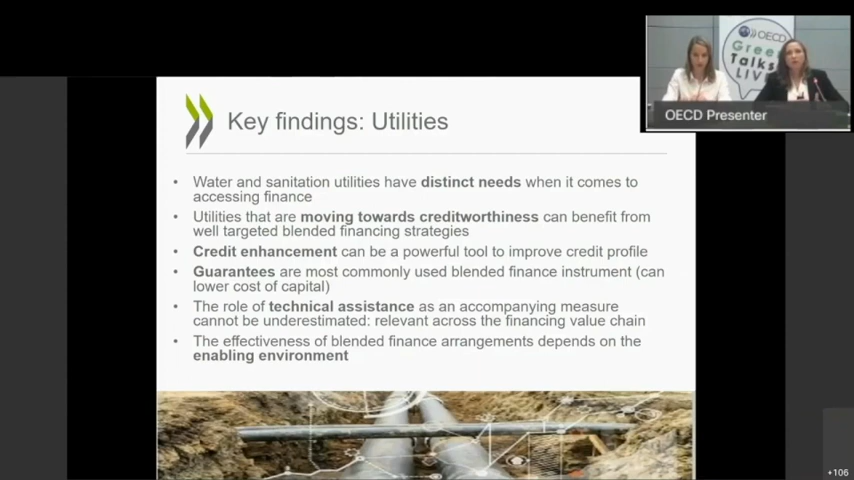 OECD
Green
Talks
LIVE
OECD Presenter
Key findings: Utilities
• Water and sanitation utilities have distinct needs when it comes to
accessing finance
• Utilities that are moving towards creditworthiness can benefit from
well targeted blended financing strategies
• Credit enhancement can be a powerful tool to improve credit profile
• Guarantees are most commonly used blended finance instrument (can
lower cost of capital)
• The role of technical assistance as an accompanying measure
cannot be underestimated: relevant across the financing value chain
• The effectiveness of blended finance arrangements depends on the
enabling environment
+106